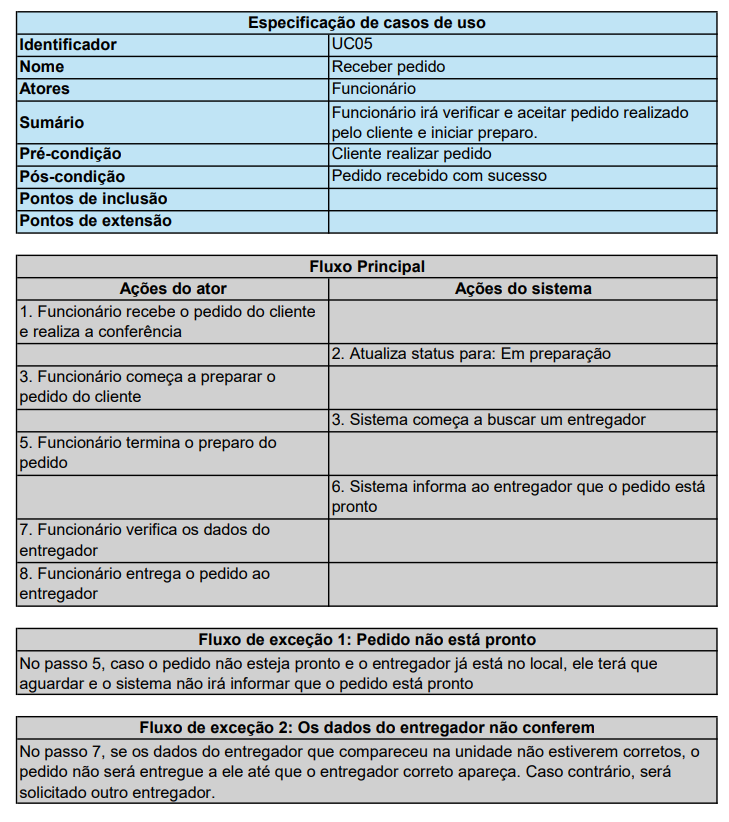 Especificação de casos de uso
Identificador UC05
Nome Receber pedido
Atores Funcionário
Sumário Funcionário irá verificar e aceitar pedido realizado
pelo cliente e iniciar preparo.
Pré-condição Cliente realizar pedido
Pós-condição Pedido recebido com sucesso
Pontos de inclusão
Pontos de extensão
Fluxo Principal
Ações do ator Ações do sistema
1. Funcionário recebe o pedido do cliente
e realiza a conferência
2. Atualiza status para: Em preparação
3. Funcionário começa a preparar o
pedido do cliente
3. Sistema começa a buscar um entregador
5. Funcionário termina o preparo do
pedido
6. Sistema informa ao entregador que o pedido está
pronto
7. Funcionário verifica os dados do
entregador
8. Funcionário entrega o pedido ao
entregador
Fluxo de exceção 1: Pedido não está pronto
No passo 5, caso o pedido não esteja pronto e o entregador já está no local, ele terá que
aguardar e o sistema não irá informar que o pedido está pronto
Fluxo de exceção 2: Os dados do entregador não conferem
No passo 7, se os dados do entregador que compareceu na unidade não estiverem corretos, o
pedido não será entregue a ele até que o entregador correto apareça. Caso contrário, será
solicitado outro entregador.